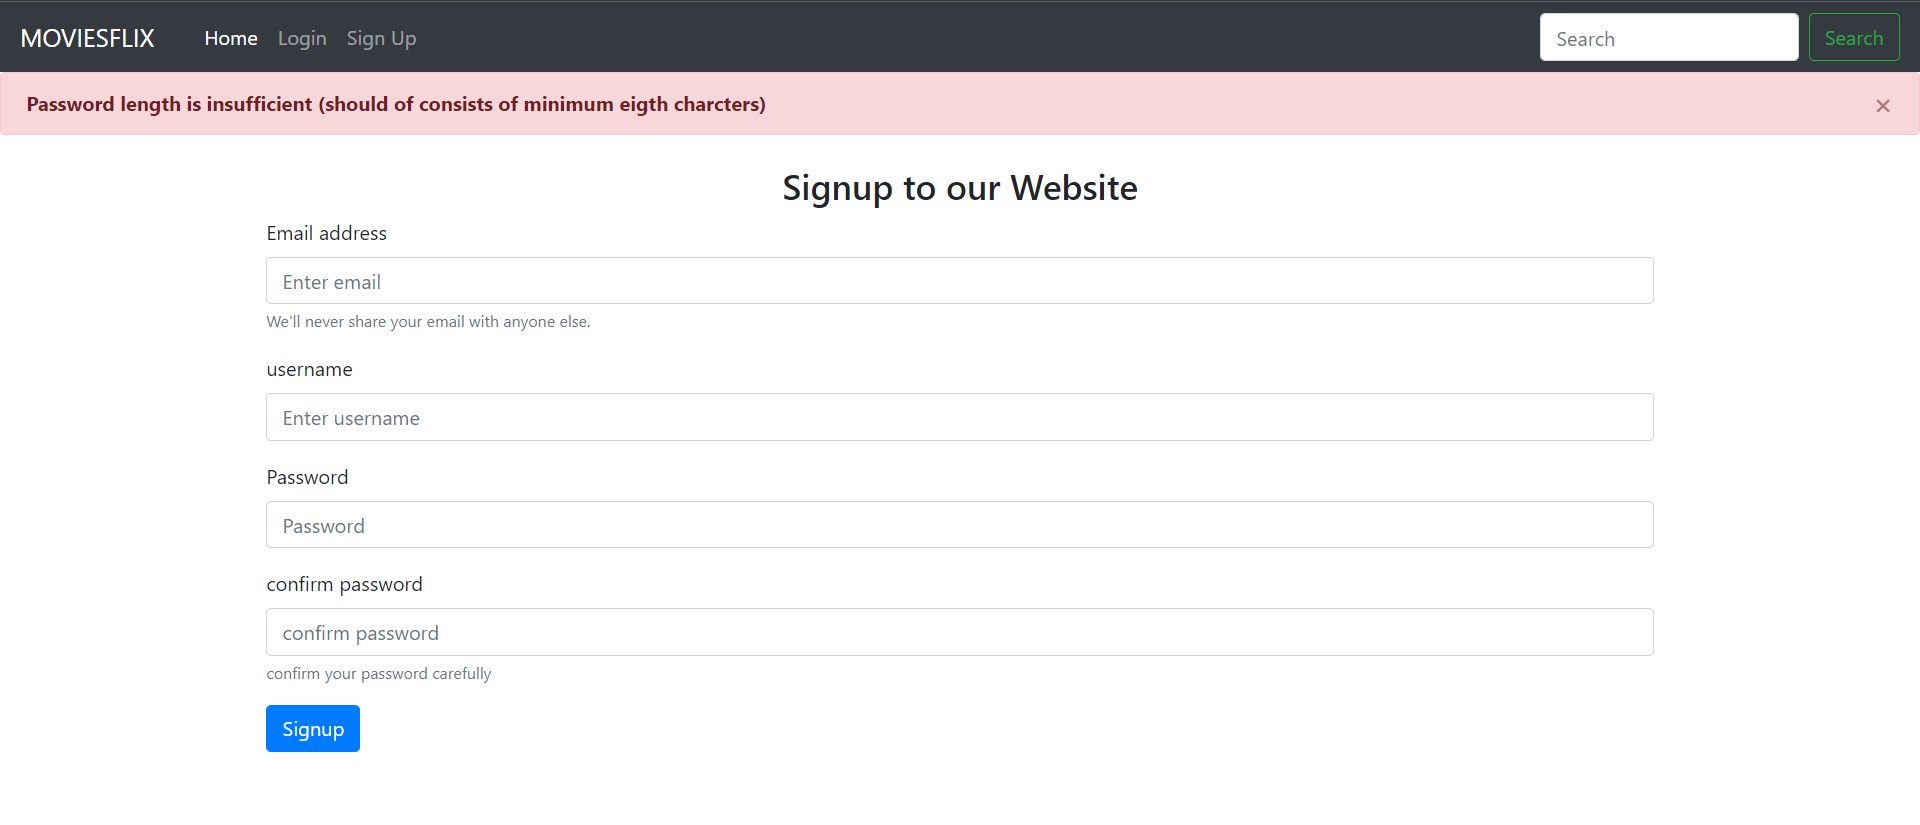 MOVIESFLIX Home Login Sign Up Search Search
Password length is insufficient (should of consists of minimum eigth charcters) ×
Signup to our Website
Email address
Enter email
We'll never share your email with anyone else.
username
Enter username
Password
Password
confirm password
confirm password
confirm your password carefully
Signup